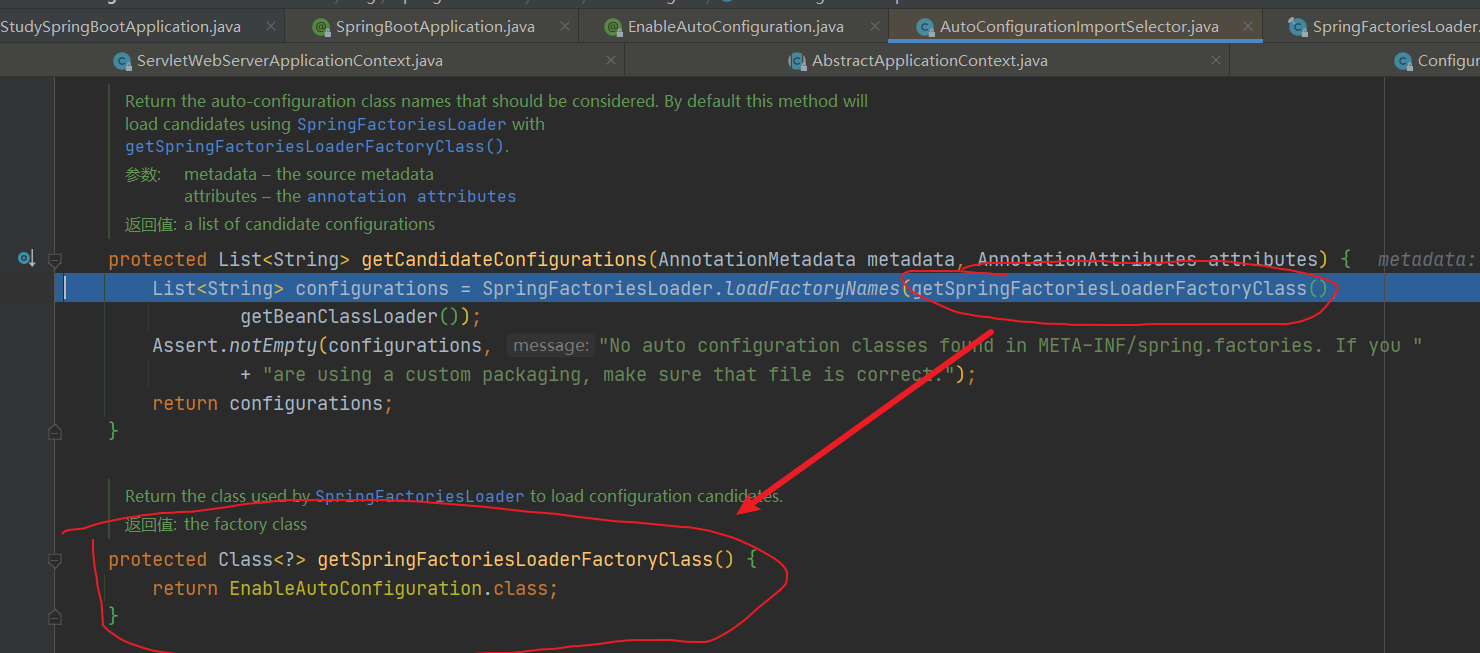 StudySpringBootApplication.java
SpringBootApplication.java
EnableAutoConfiguration.java
AutoConfigurationImportSelector.java
SpringFactoriesLoader.
ServletWebServerApplicationContext.java
AbstractApplicationContext.java
Configur
Return the auto-configuration class names that should be considered. By default this method will
load candidates using SpringFactoriesLoader with
getSpringFactoriesLoaderFactoryClass().
参数: metadata – the source metadata
attributes – the annotation attributes
返回值: a list of candidate configurations
protected List<String> getCandidateConfigurations(AnnotationMetadata metadata, AnnotationAttributes attributes) { metadata:
List<String> configurations = SpringFactoriesLoader.loadFactoryNames(getSpringFactoriesLoaderFactoryClass()
getBeanClassLoader());
Assert.notEmpty(configurations, message: "No auto configuration classes found in META-INF/spring.factories. If you "
+ "are using a custom packaging, make sure that file is correct.");
return configurations;
}
Return the class used by SpringFactoriesLoader to load configuration candidates.
返回值: the factory class
protected Class<?> getSpringFactoriesLoaderFactoryClass() {
return EnableAutoConfiguration.class;
}